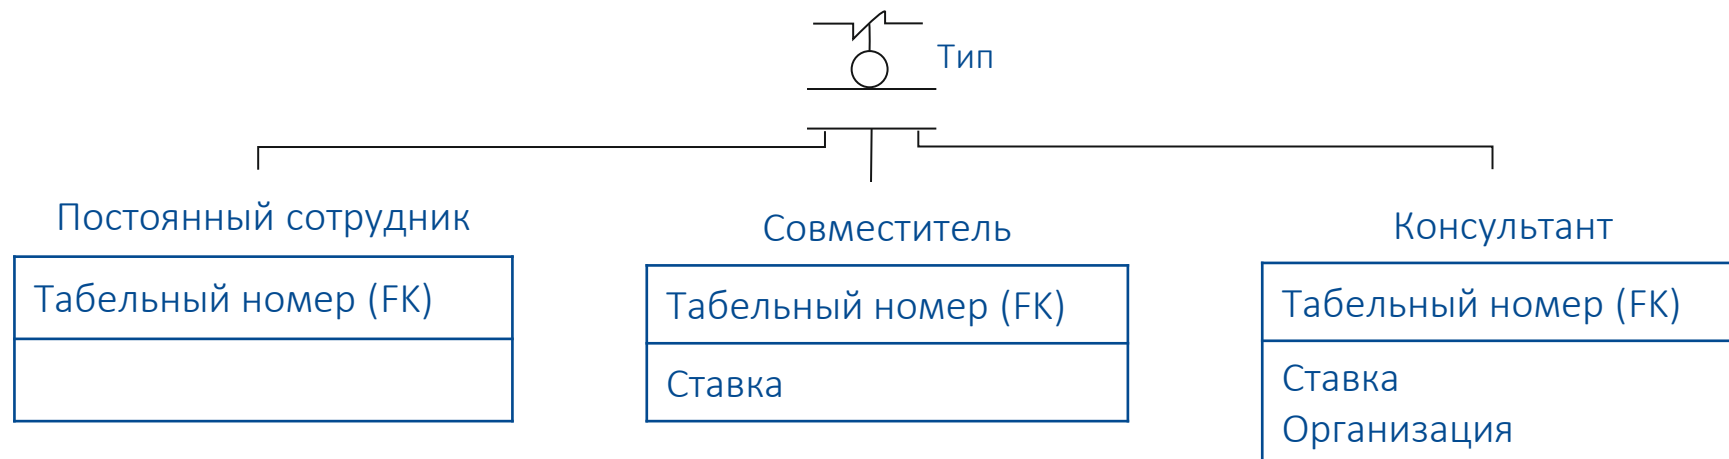 Тип
Постоянный сотрудник
Табельный номер (FK)
Совместитель
Табельный номер (FK)
Ставка
Консультант
Табельный номер (FK)
Ставка
Организация